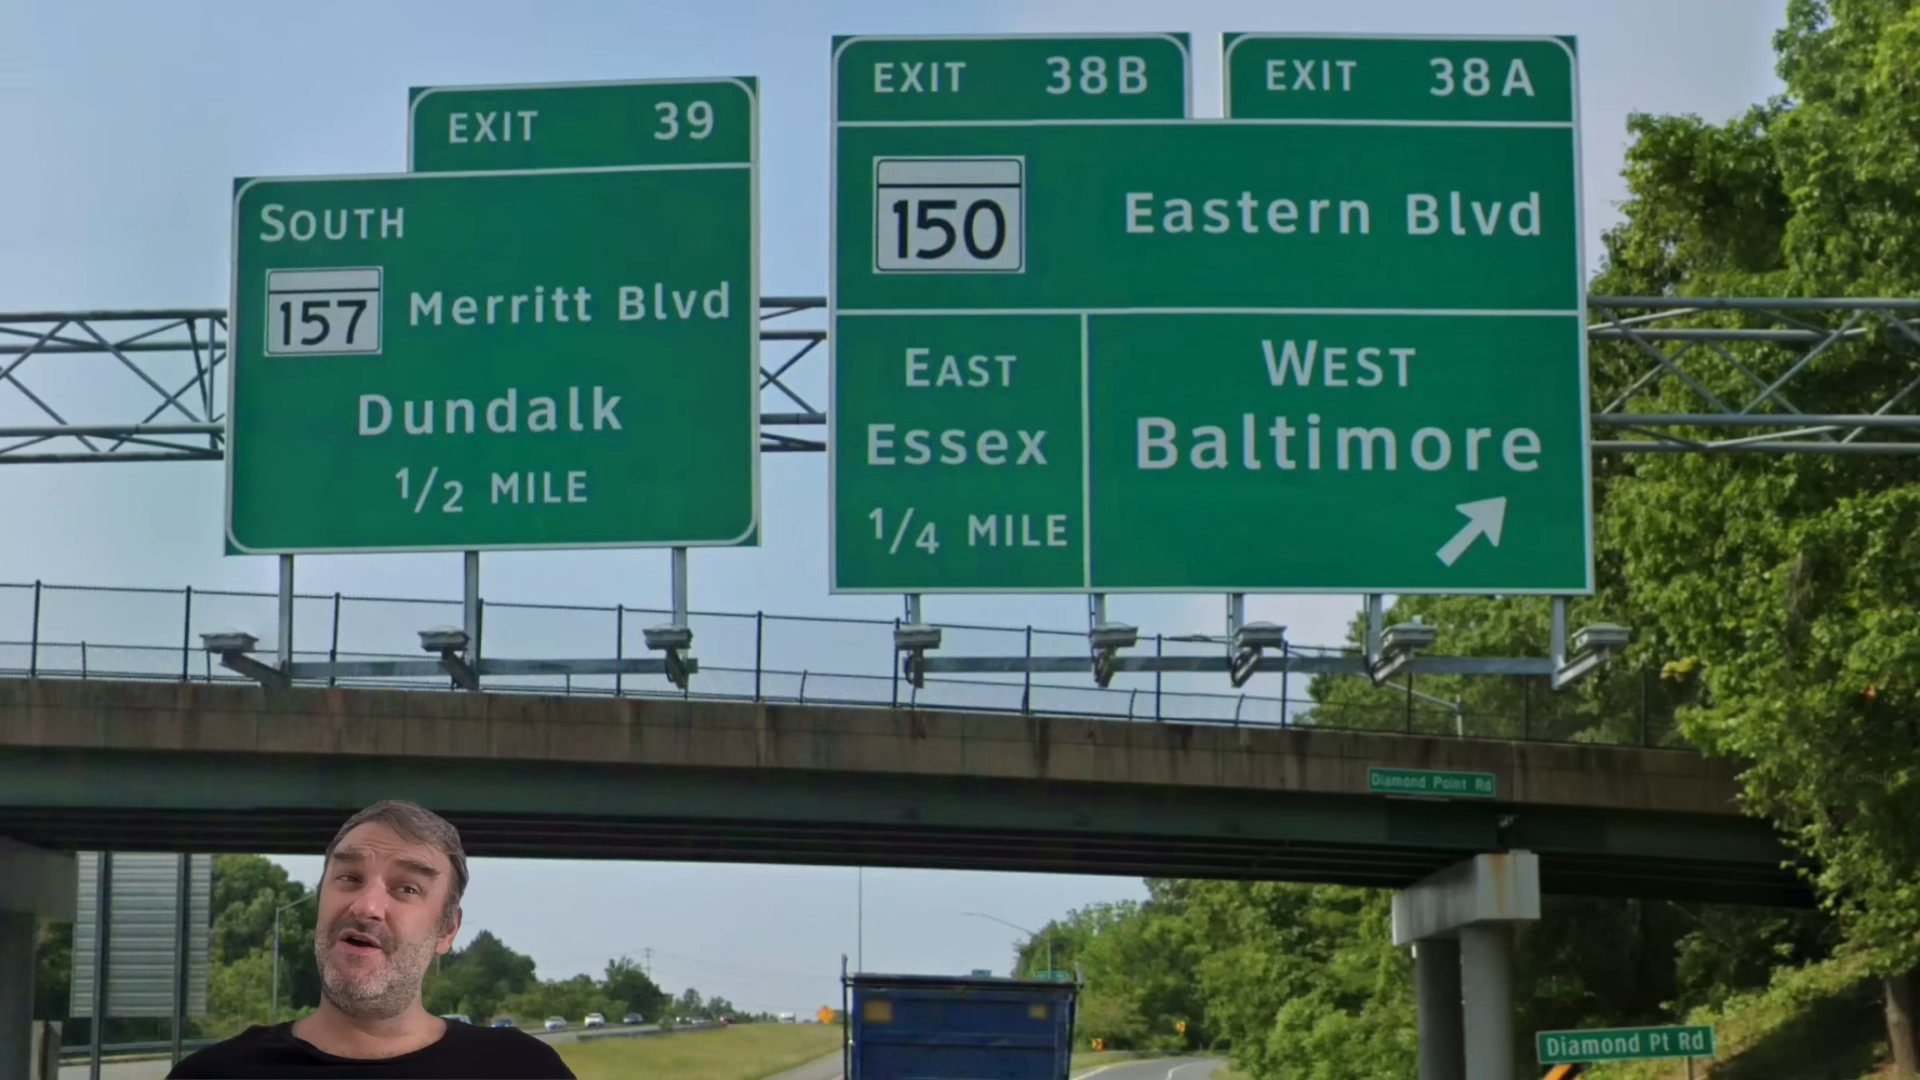 EXIT 39
SOUTH
157 Merritt Blvd
Dundalk
1/2 MILE
EXIT 38B
EXIT 38A
150 Eastern Blvd
EAST
Essex
1/4 MILE
WEST
Baltimore
Diamond Point Rd
Diamond Pt Rd